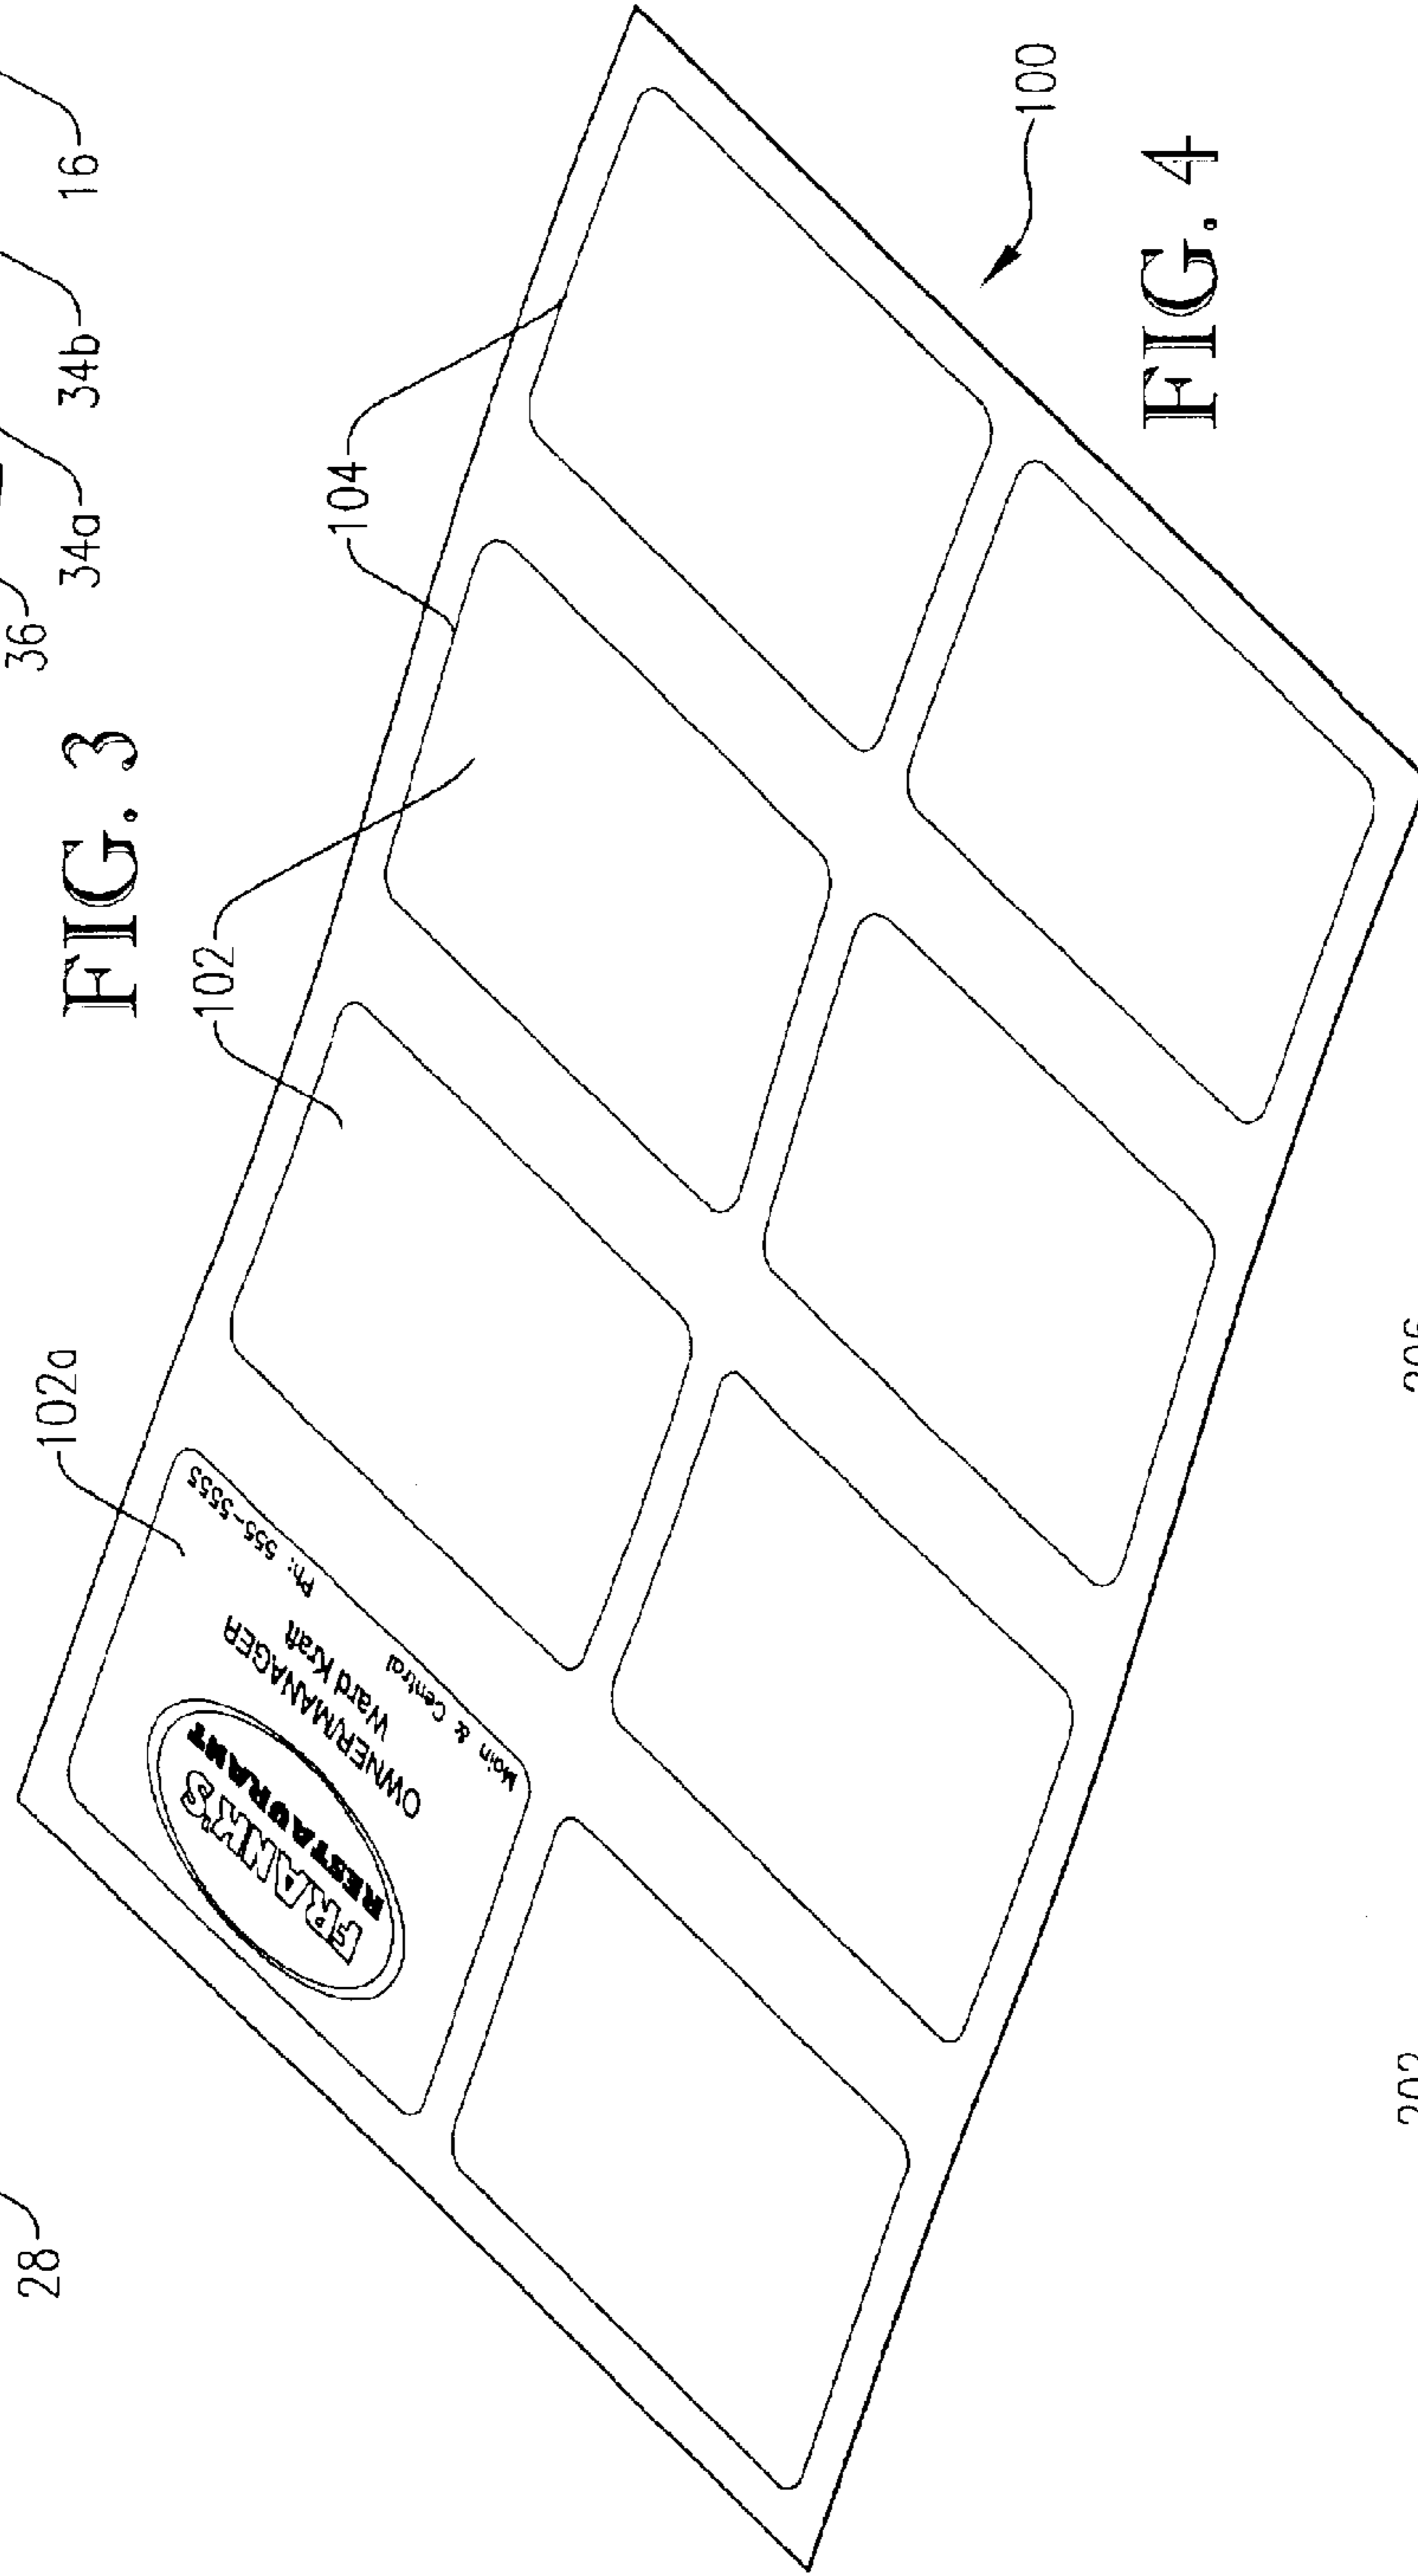 28
36
34a
34b
16
FIG. 3
102a
102
104
FRANK'S
RESTAURANT
OWNER/MANAGER
Ward Kraft
Main & Central
Ph: 555-5555
100
FIG. 4
202